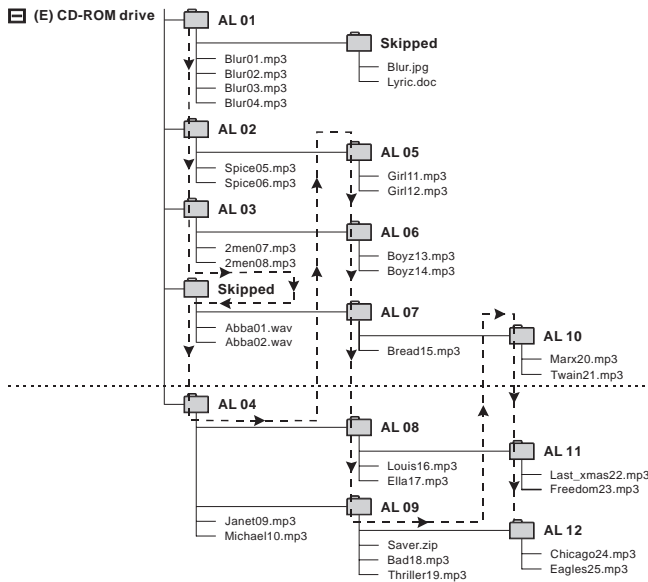 (E) CD-ROM drive
AL 01
Blur01.mp3
Blur02.mp3
Blur03.mp3
Blur04.mp3
Skipped
Blur.jpg
Lyric.doc
AL 02
Spice05.mp3
Spice06.mp3
AL 05
Girl11.mp3
Girl12.mp3
AL 03
2men07.mp3
2men08.mp3
AL 06
Boyz13.mp3
Boyz14.mp3
Skipped
Abba01.wav
Abba02.wav
AL 07
Bread15.mp3
AL 10
Marx20.mp3
Twain21.mp3
AL 04
Janet09.mp3
Michael10.mp3
AL 08
Louis16.mp3
Ella17.mp3
AL 11
Last_xmas22.mp3
Freedom23.mp3
AL 09
Saver.zip
Bad18.mp3
Thriller19.mp3
AL 12
Chicago24.mp3
Eagles25.mp3